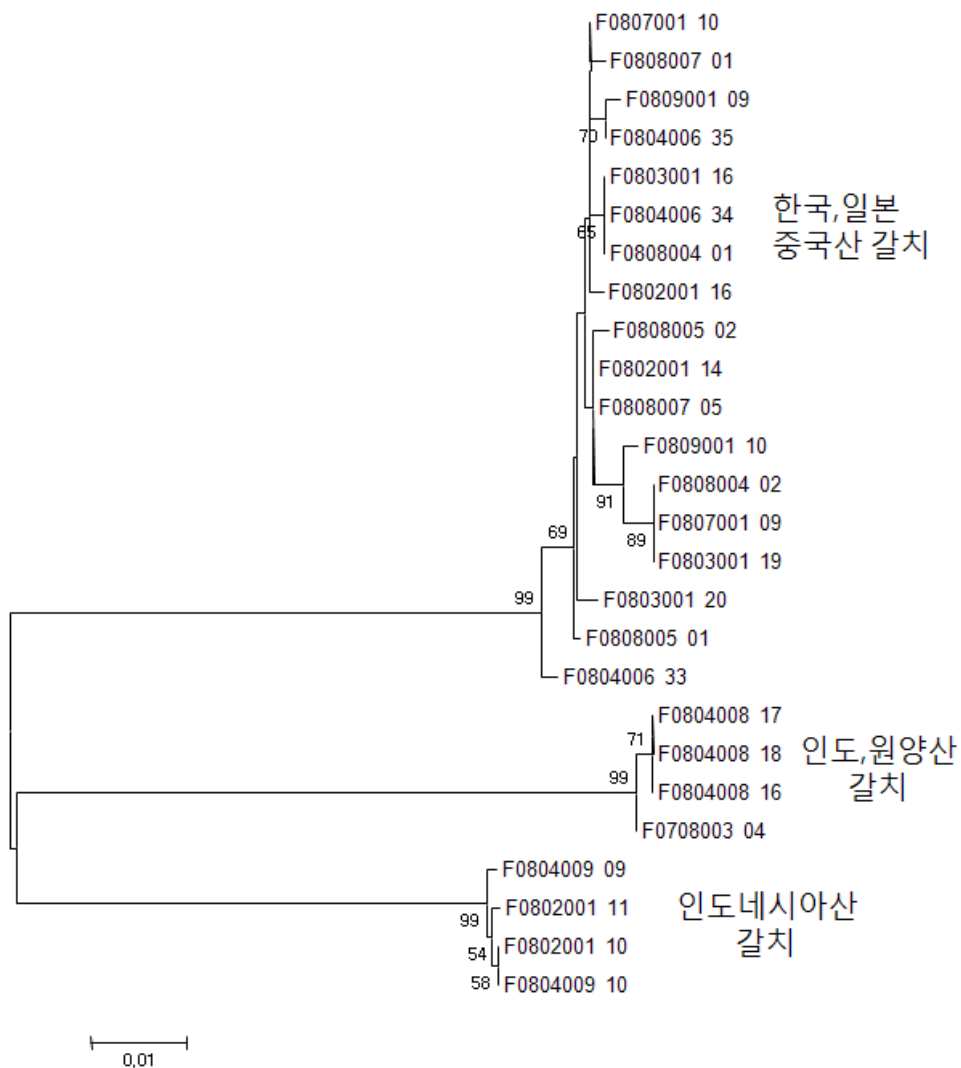 F0807001 10
F0808007 01
F0809001 09
70
F0804006 35
F0803001 16
F0804006 34
65
F0808004 01
한국,일본
중국산 갈치
F0802001 16
F0808005 02
F0802001 14
F0808007 05
F0809001 10
F0808004 02
91
F0807001 09
89
F0803001 19
69
99
F0803001 20
F0808005 01
F0804006 33
F0804008 17
71
F0804008 18
99
F0804008 16
F0708003 04
인도,원양산
갈치
F0804009 09
F0802001 11
99
F0802001 10
54
F0804009 10
58
인도네시아산
갈치
0,01